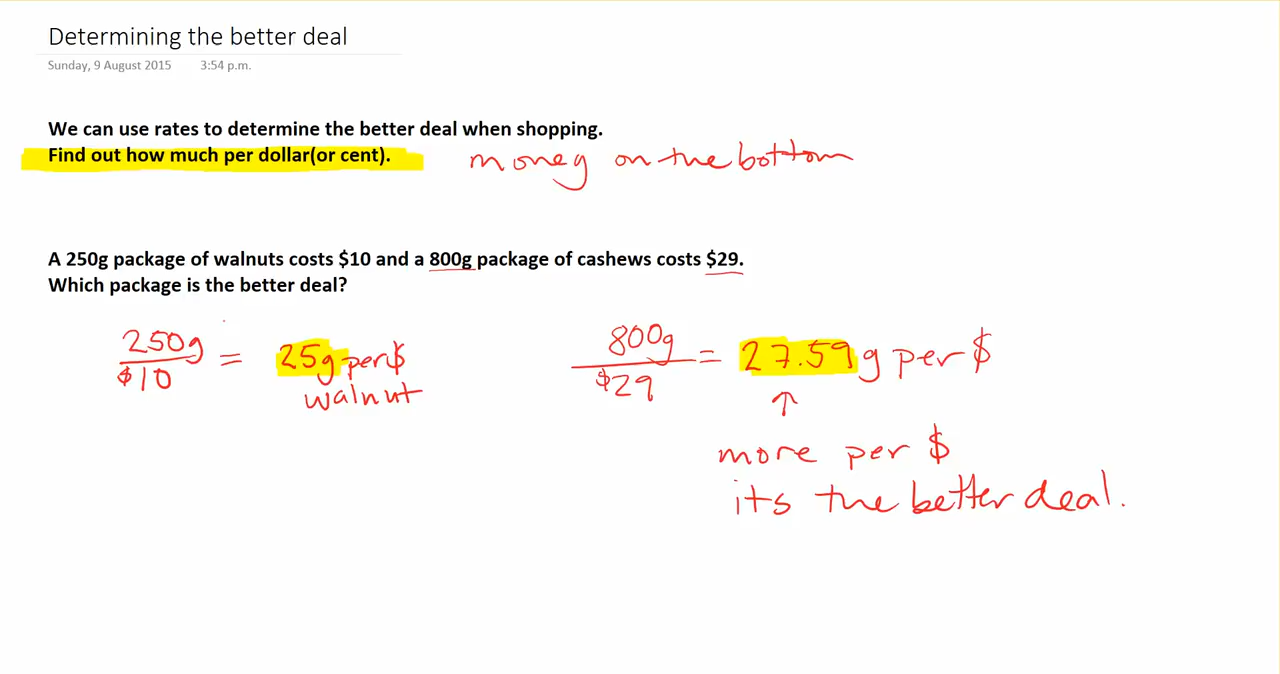 Determining the better deal
Sunday, 9 August 2015 3:54 p.m.
We can use rates to determine the better deal when shopping.
Find out how much per dollar(or cent). money on the bottom
A 250g package of walnuts costs $10 and a 800g package of cashews costs $29.
Which package is the better deal?
250g/$10 = 25g per $ 800g/$29 = 27.59g per $
walnut ↑
more per $
its the better deal.